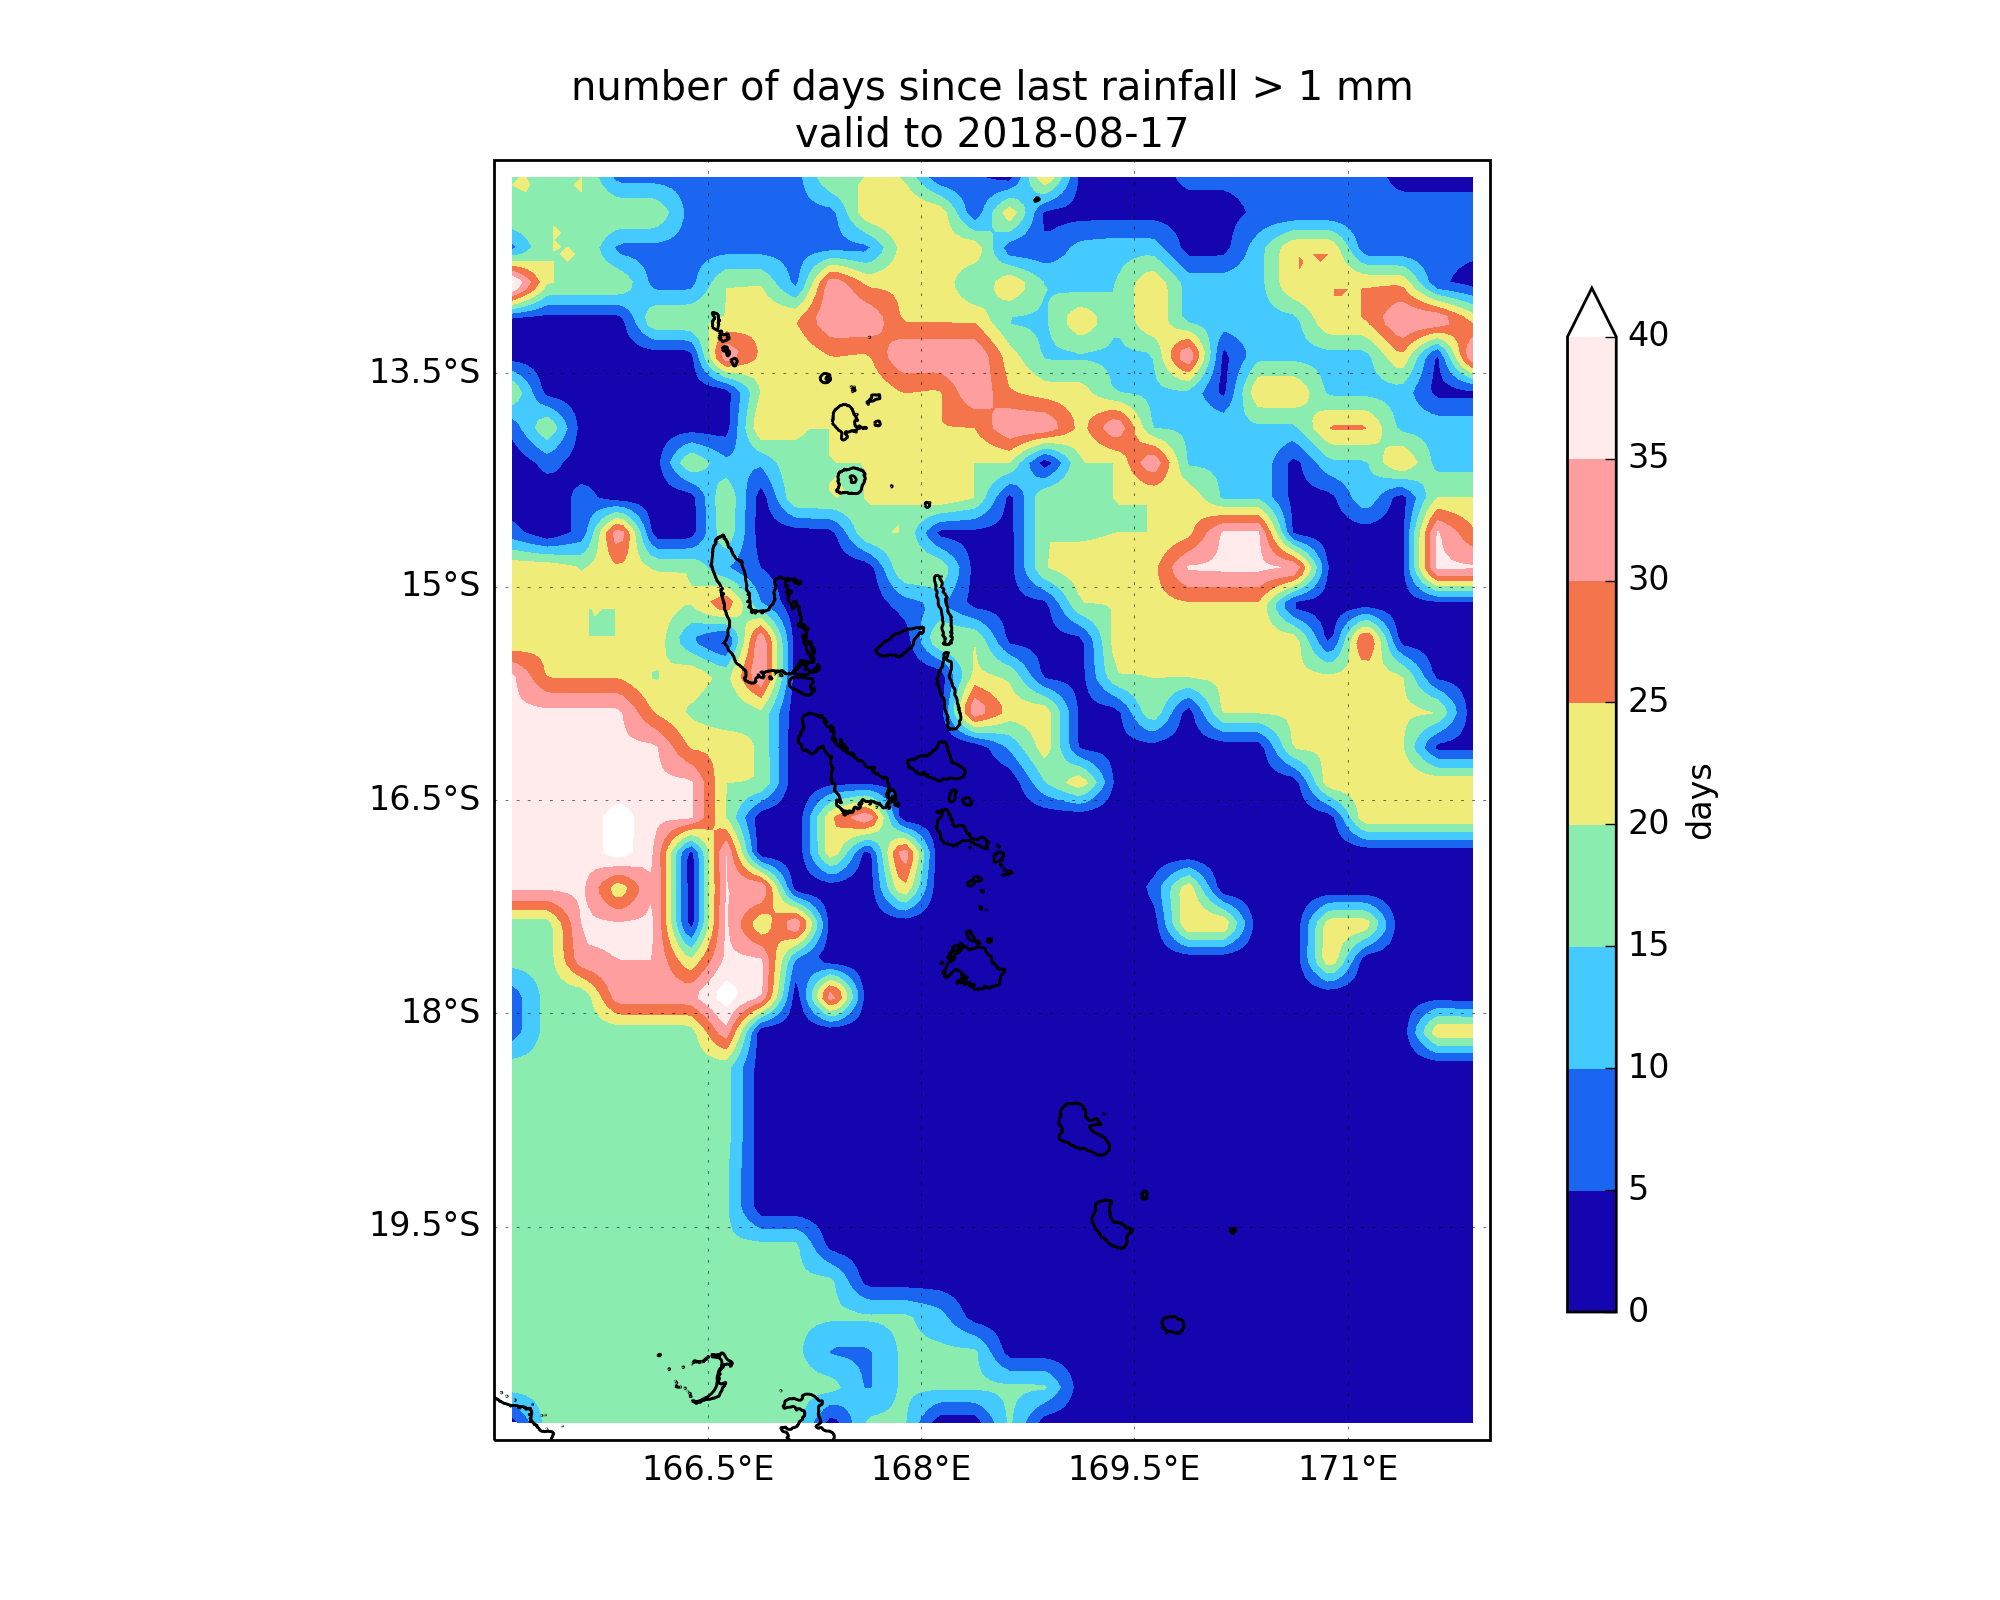 number of days since last rainfall > 1 mm
valid to 2018-08-17
13.5°S
15°S
16.5°S
18°S
19.5°S
166.5°E
168°E
169.5°E
171°E
40
35
30
25
20
15
10
5
0
days